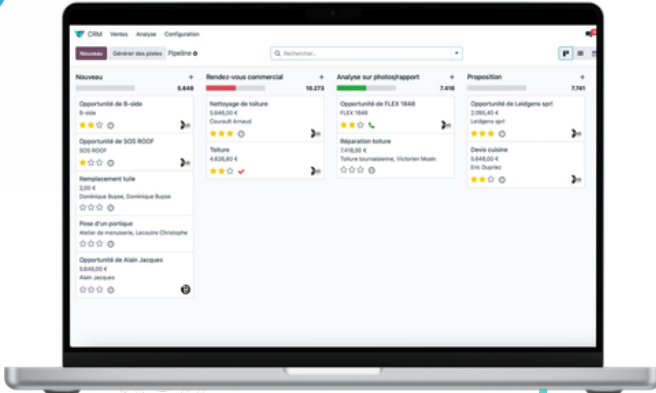 CRM Ventes Analyse Configuration
Nouveau Générer des pistes Pipeline
Rechercher...
Nouveau +
5.648
Opportunité de B-side
B-side
Opportunité de SOS ROOF
SOS ROOF
Remplacement tuile
3,00 €
Dominique Buyse, Dominique Buyse
Pose d'un portique
Atelier de menuiserie, Lecoutre Christophe
Opportunité de Alain Jacques
5.648,00 €
Alain Jacques
Rendez-vous commercial +
10.273
Nettoyage de toiture
5.646,00 €
Courault Arnaud
Toiture
4.626,80 €
Analyse sur photos/rapport +
7.418
Opportunité de FLEX 1848
FLEX 1848
Réparation toiture
7.418,00 €
Toiture tournaisienne, Victorien Musin
Proposition +
7.741
Opportunité de Leidgens sprl
2.095,40 €
Leidgens sprl
Devis cuisine
5.646,00 €
Eric Dupriez